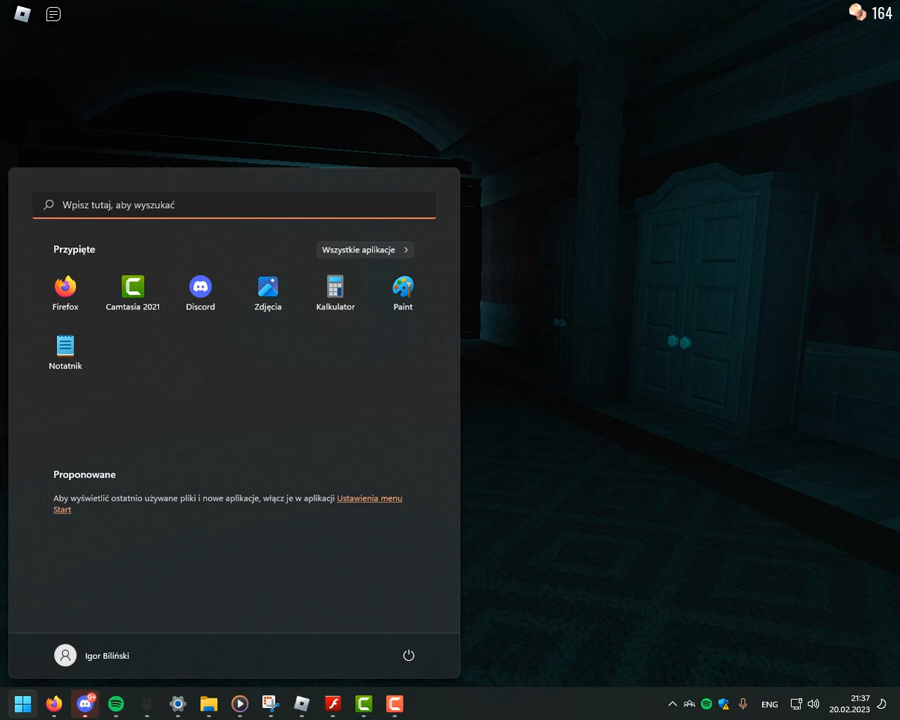 164
Wpisz tutaj, aby wyszukać
Przypięte
Wszystkie aplikacje
Firefox
Camtasia 2021
Discord
Zdjęcia
Kalkulator
Paint
Notatnik
Proponowane
Aby wyświetlić ostatnio używane pliki i nowe aplikacje, włącz je w aplikacji Ustawienia menu
Start
Igor Biliński
9+
ENG
21:37
20.02.2023